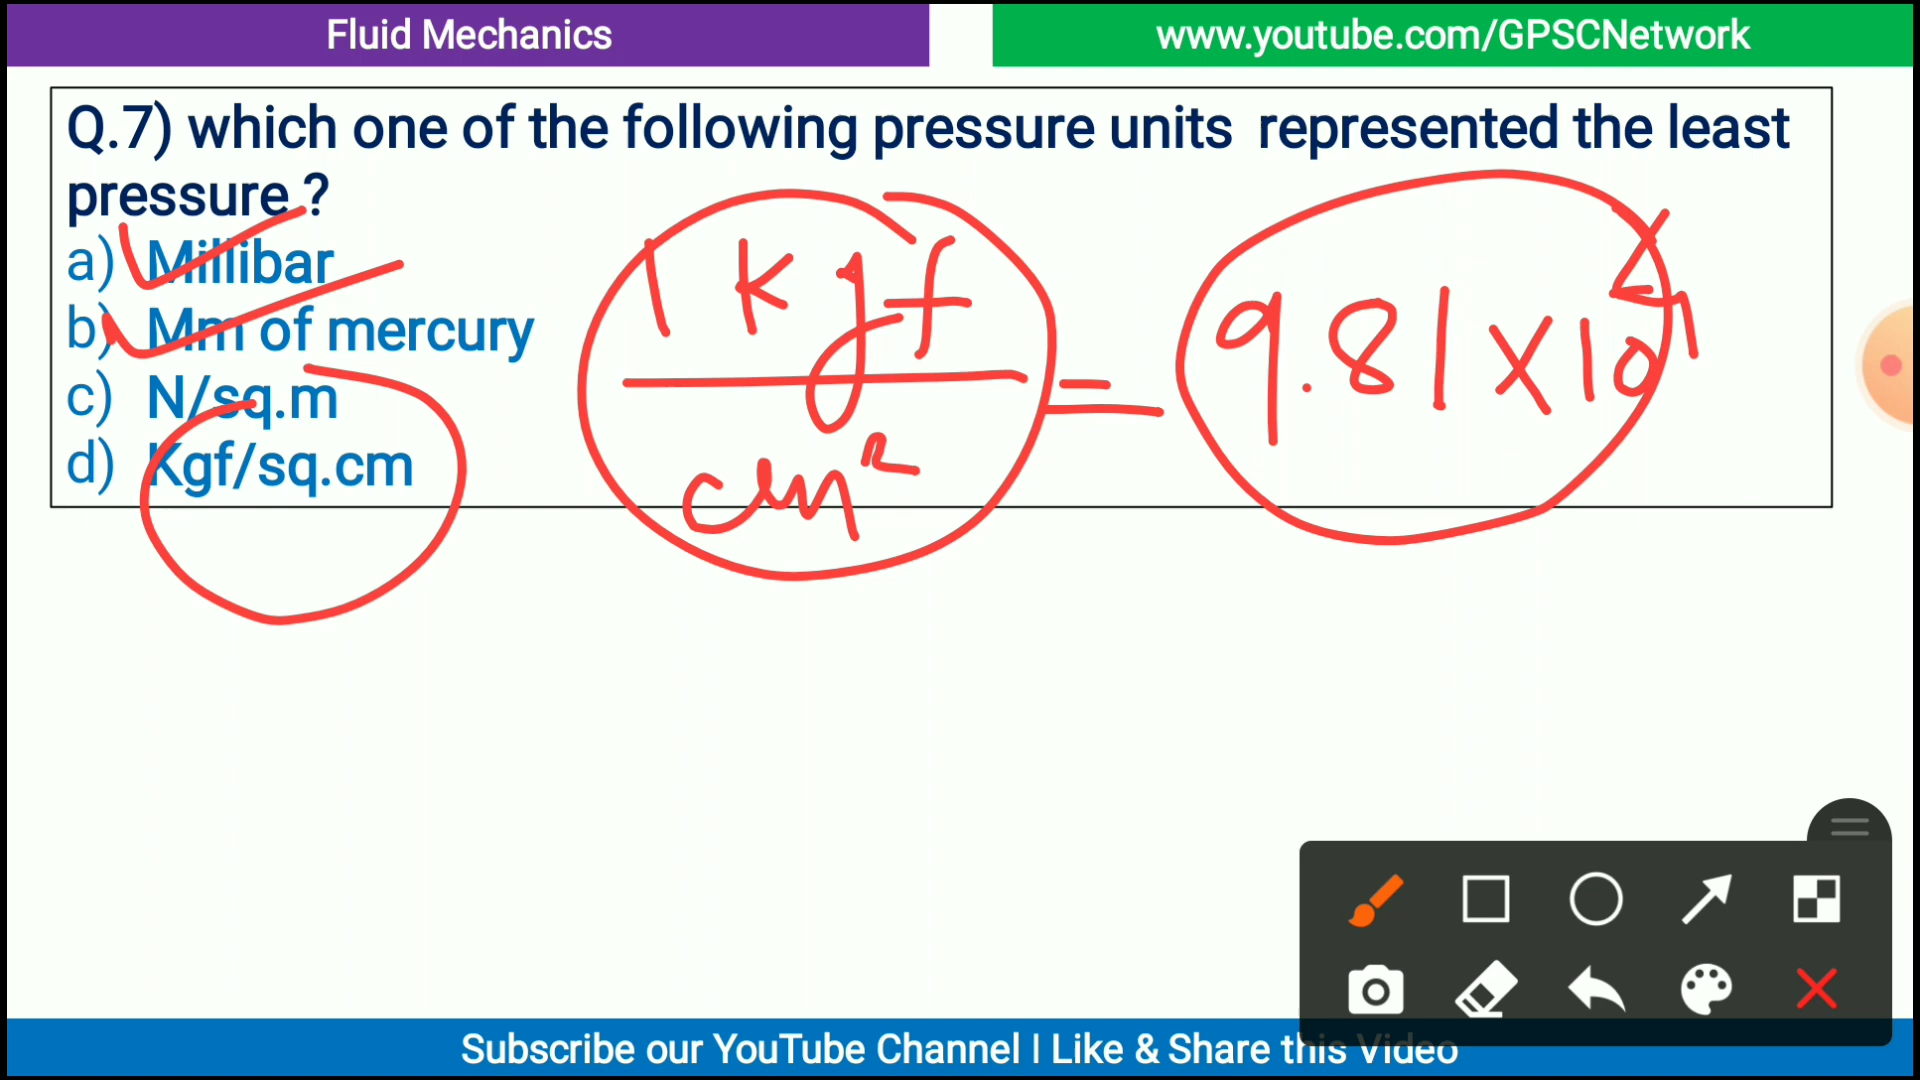 Fluid Mechanics
www.youtube.com/GPSCNetwork
Q.7) which one of the following pressure units represented the least
pressure ?
a) Millibar
b) Mm of mercury
c) N/sq.m
d) Kgf/sq.cm
1 kgf
cm²
= 9.81 × 10⁴
Subscribe our YouTube Channel I Like & Share this Video